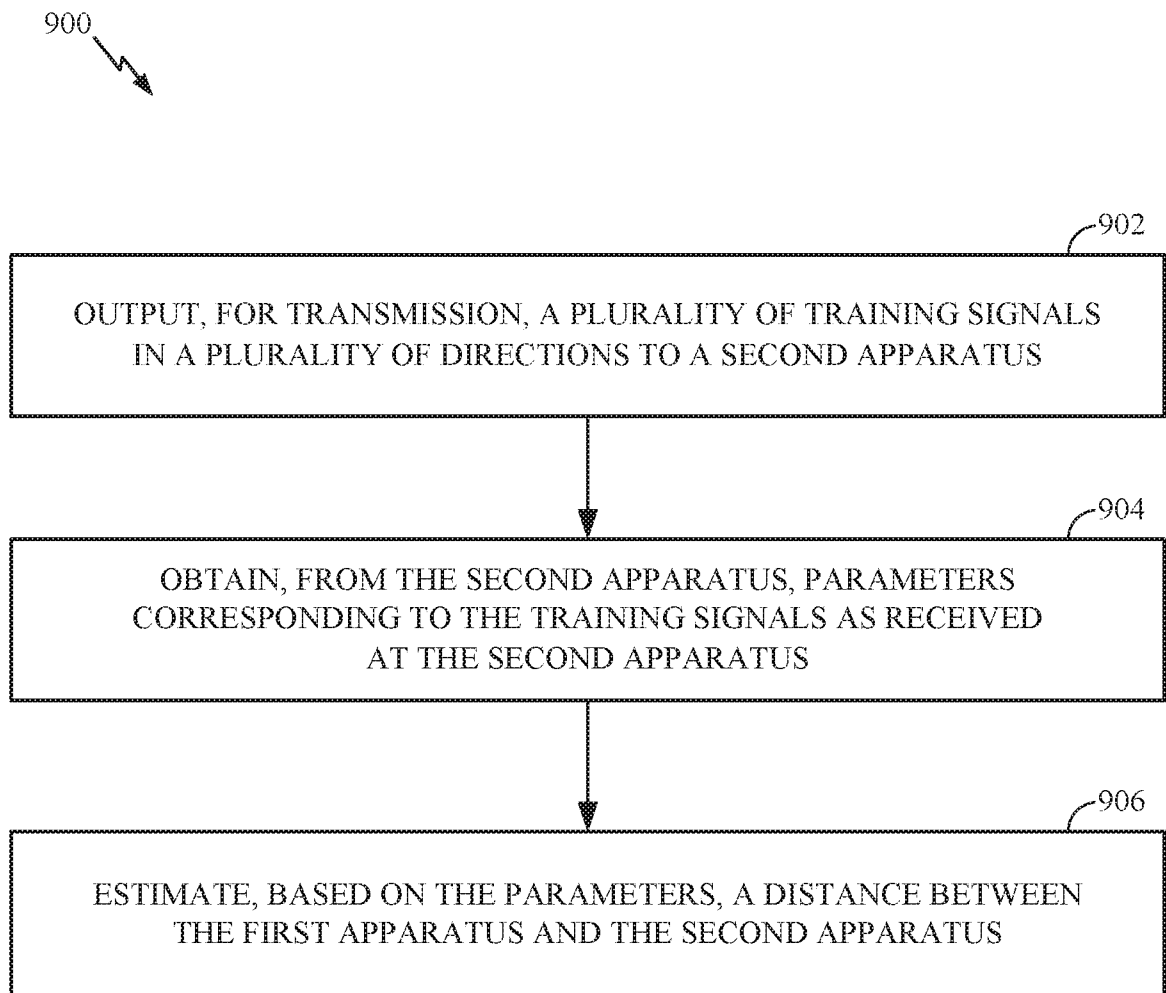 900
902
OUTPUT, FOR TRANSMISSION, A PLURALITY OF TRAINING SIGNALS
IN A PLURALITY OF DIRECTIONS TO A SECOND APPARATUS
904
OBTAIN, FROM THE SECOND APPARATUS, PARAMETERS
CORRESPONDING TO THE TRAINING SIGNALS AS RECEIVED
AT THE SECOND APPARATUS
906
ESTIMATE, BASED ON THE PARAMETERS, A DISTANCE BETWEEN
THE FIRST APPARATUS AND THE SECOND APPARATUS